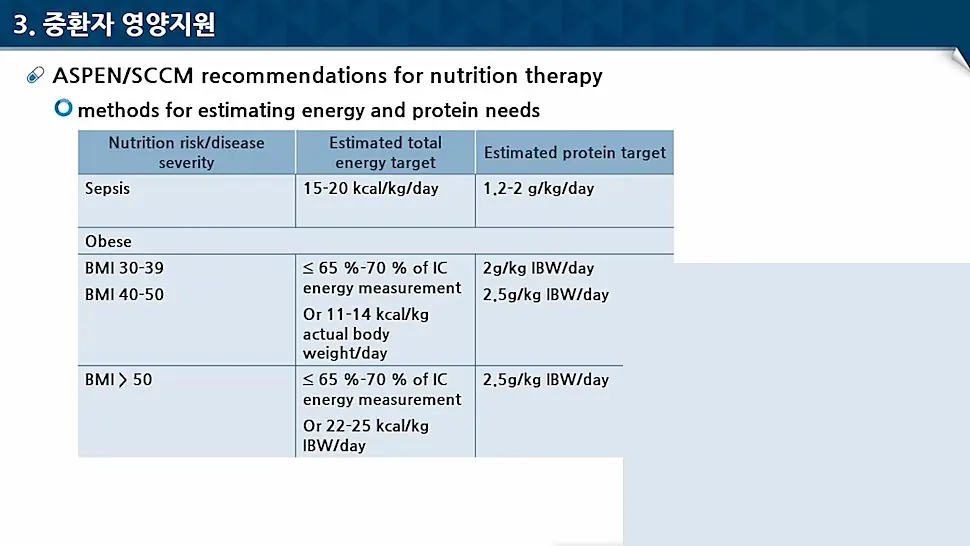 3. 중환자 영양지원
ASPEN/SCCM recommendations for nutrition therapy
methods for estimating energy and protein needs
Nutrition risk/disease
severity
Estimated total
energy target
Estimated protein target
Sepsis
15-20 kcal/kg/day
1.2-2 g/kg/day
Obese
BMI 30-39
BMI 40-50
≤ 65 %-70 % of IC
energy measurement
Or 11-14 kcal/kg
actual body
weight/day
2g/kg IBW/day
2.5g/kg IBW/day
BMI > 50
≤ 65 %-70 % of IC
energy measurement
Or 22-25 kcal/kg
IBW/day
2.5g/kg IBW/day